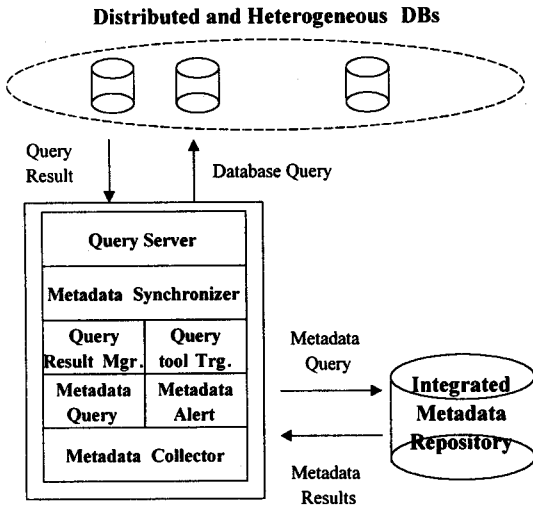 Distributed and Heterogeneous DBs
Query
Result
Database Query
Query Server
Metadata Synchronizer
Query
Result Mgr.
Query
tool Trg.
Metadata
Query
Metadata
Alert
Metadata Collector
Metadata
Query
Integrated
Metadata
Repository
Metadata
Results